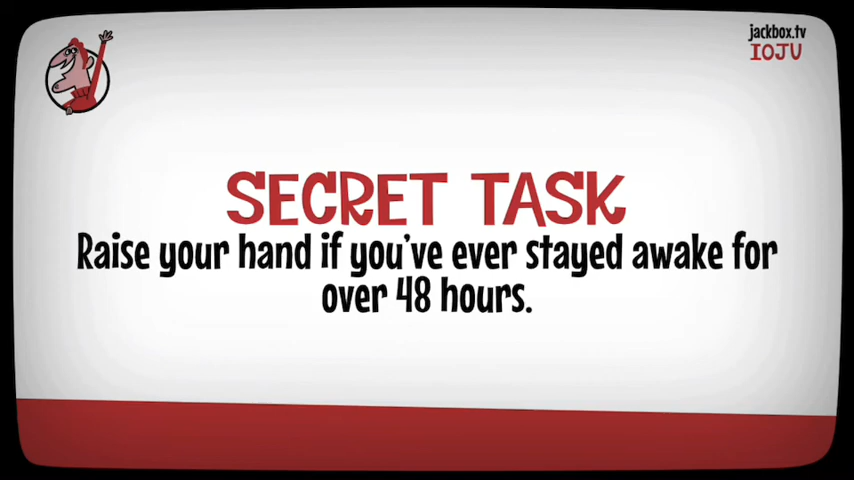 jackbox.tv
IOJU
SECRET TASK
Raise your hand if you've ever stayed awake for
over 48 hours.